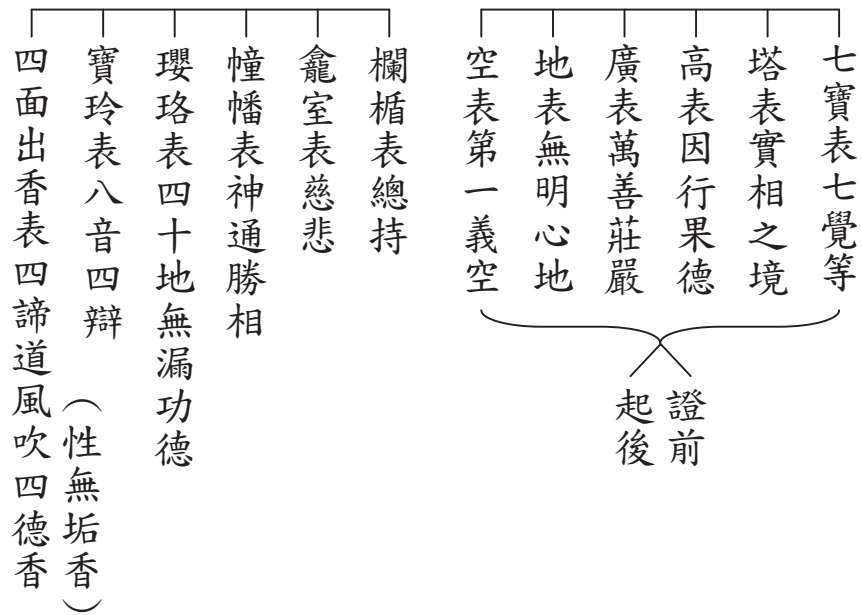 七寶表七覺等
塔表實相之境
高表因行果德
廣表萬善莊嚴
地表無明心地
空表第一義空
證前
起後
欄楯表總持
龕室表慈悲
幢幡表神通勝相
瓔珞表四十地無漏功德
寶玲表八音四辯
四面出香表四諦道風吹四德香
（性無垢香）